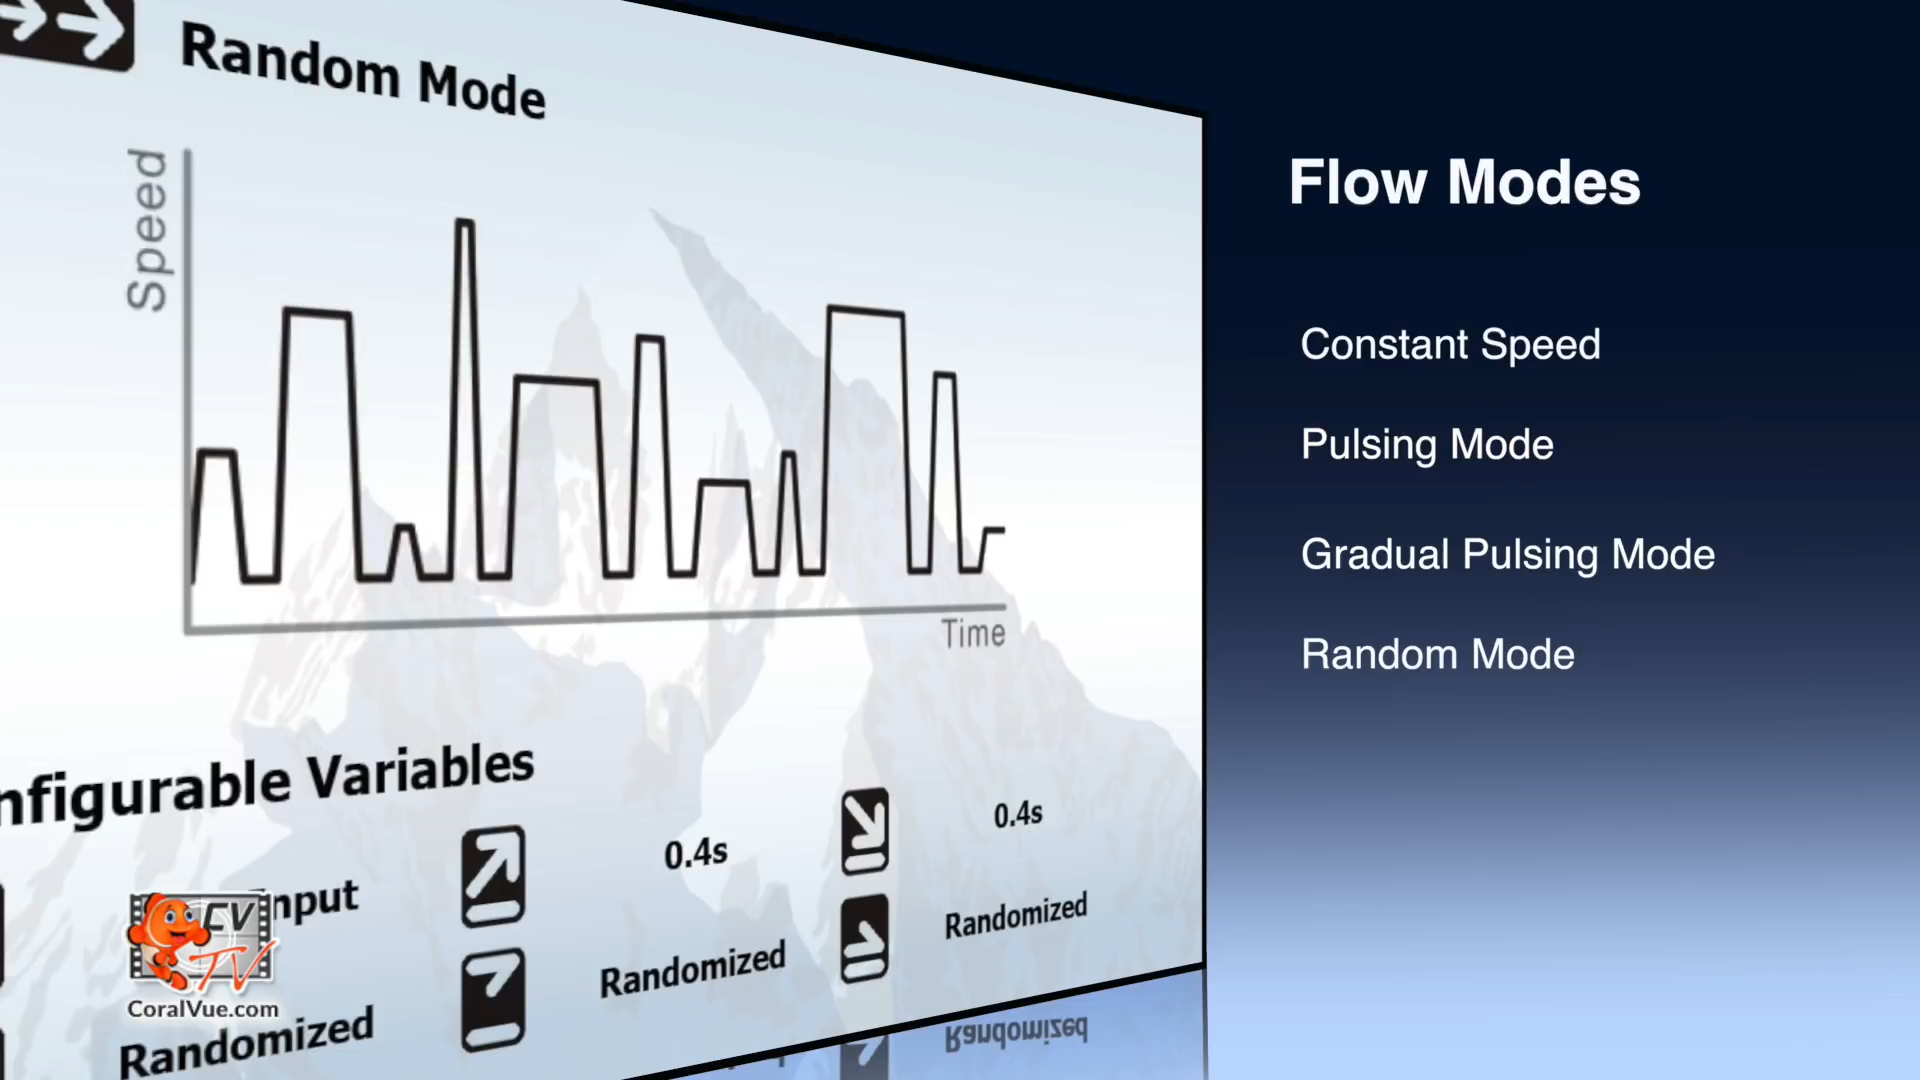 Random Mode
Speed
Time
nfigurable Variables
nput
0.4s
0.4s
Randomized
Randomized
Randomized
CV
TV
CoralVue.com
Randomized
Flow Modes
Constant Speed
Pulsing Mode
Gradual Pulsing Mode
Random Mode